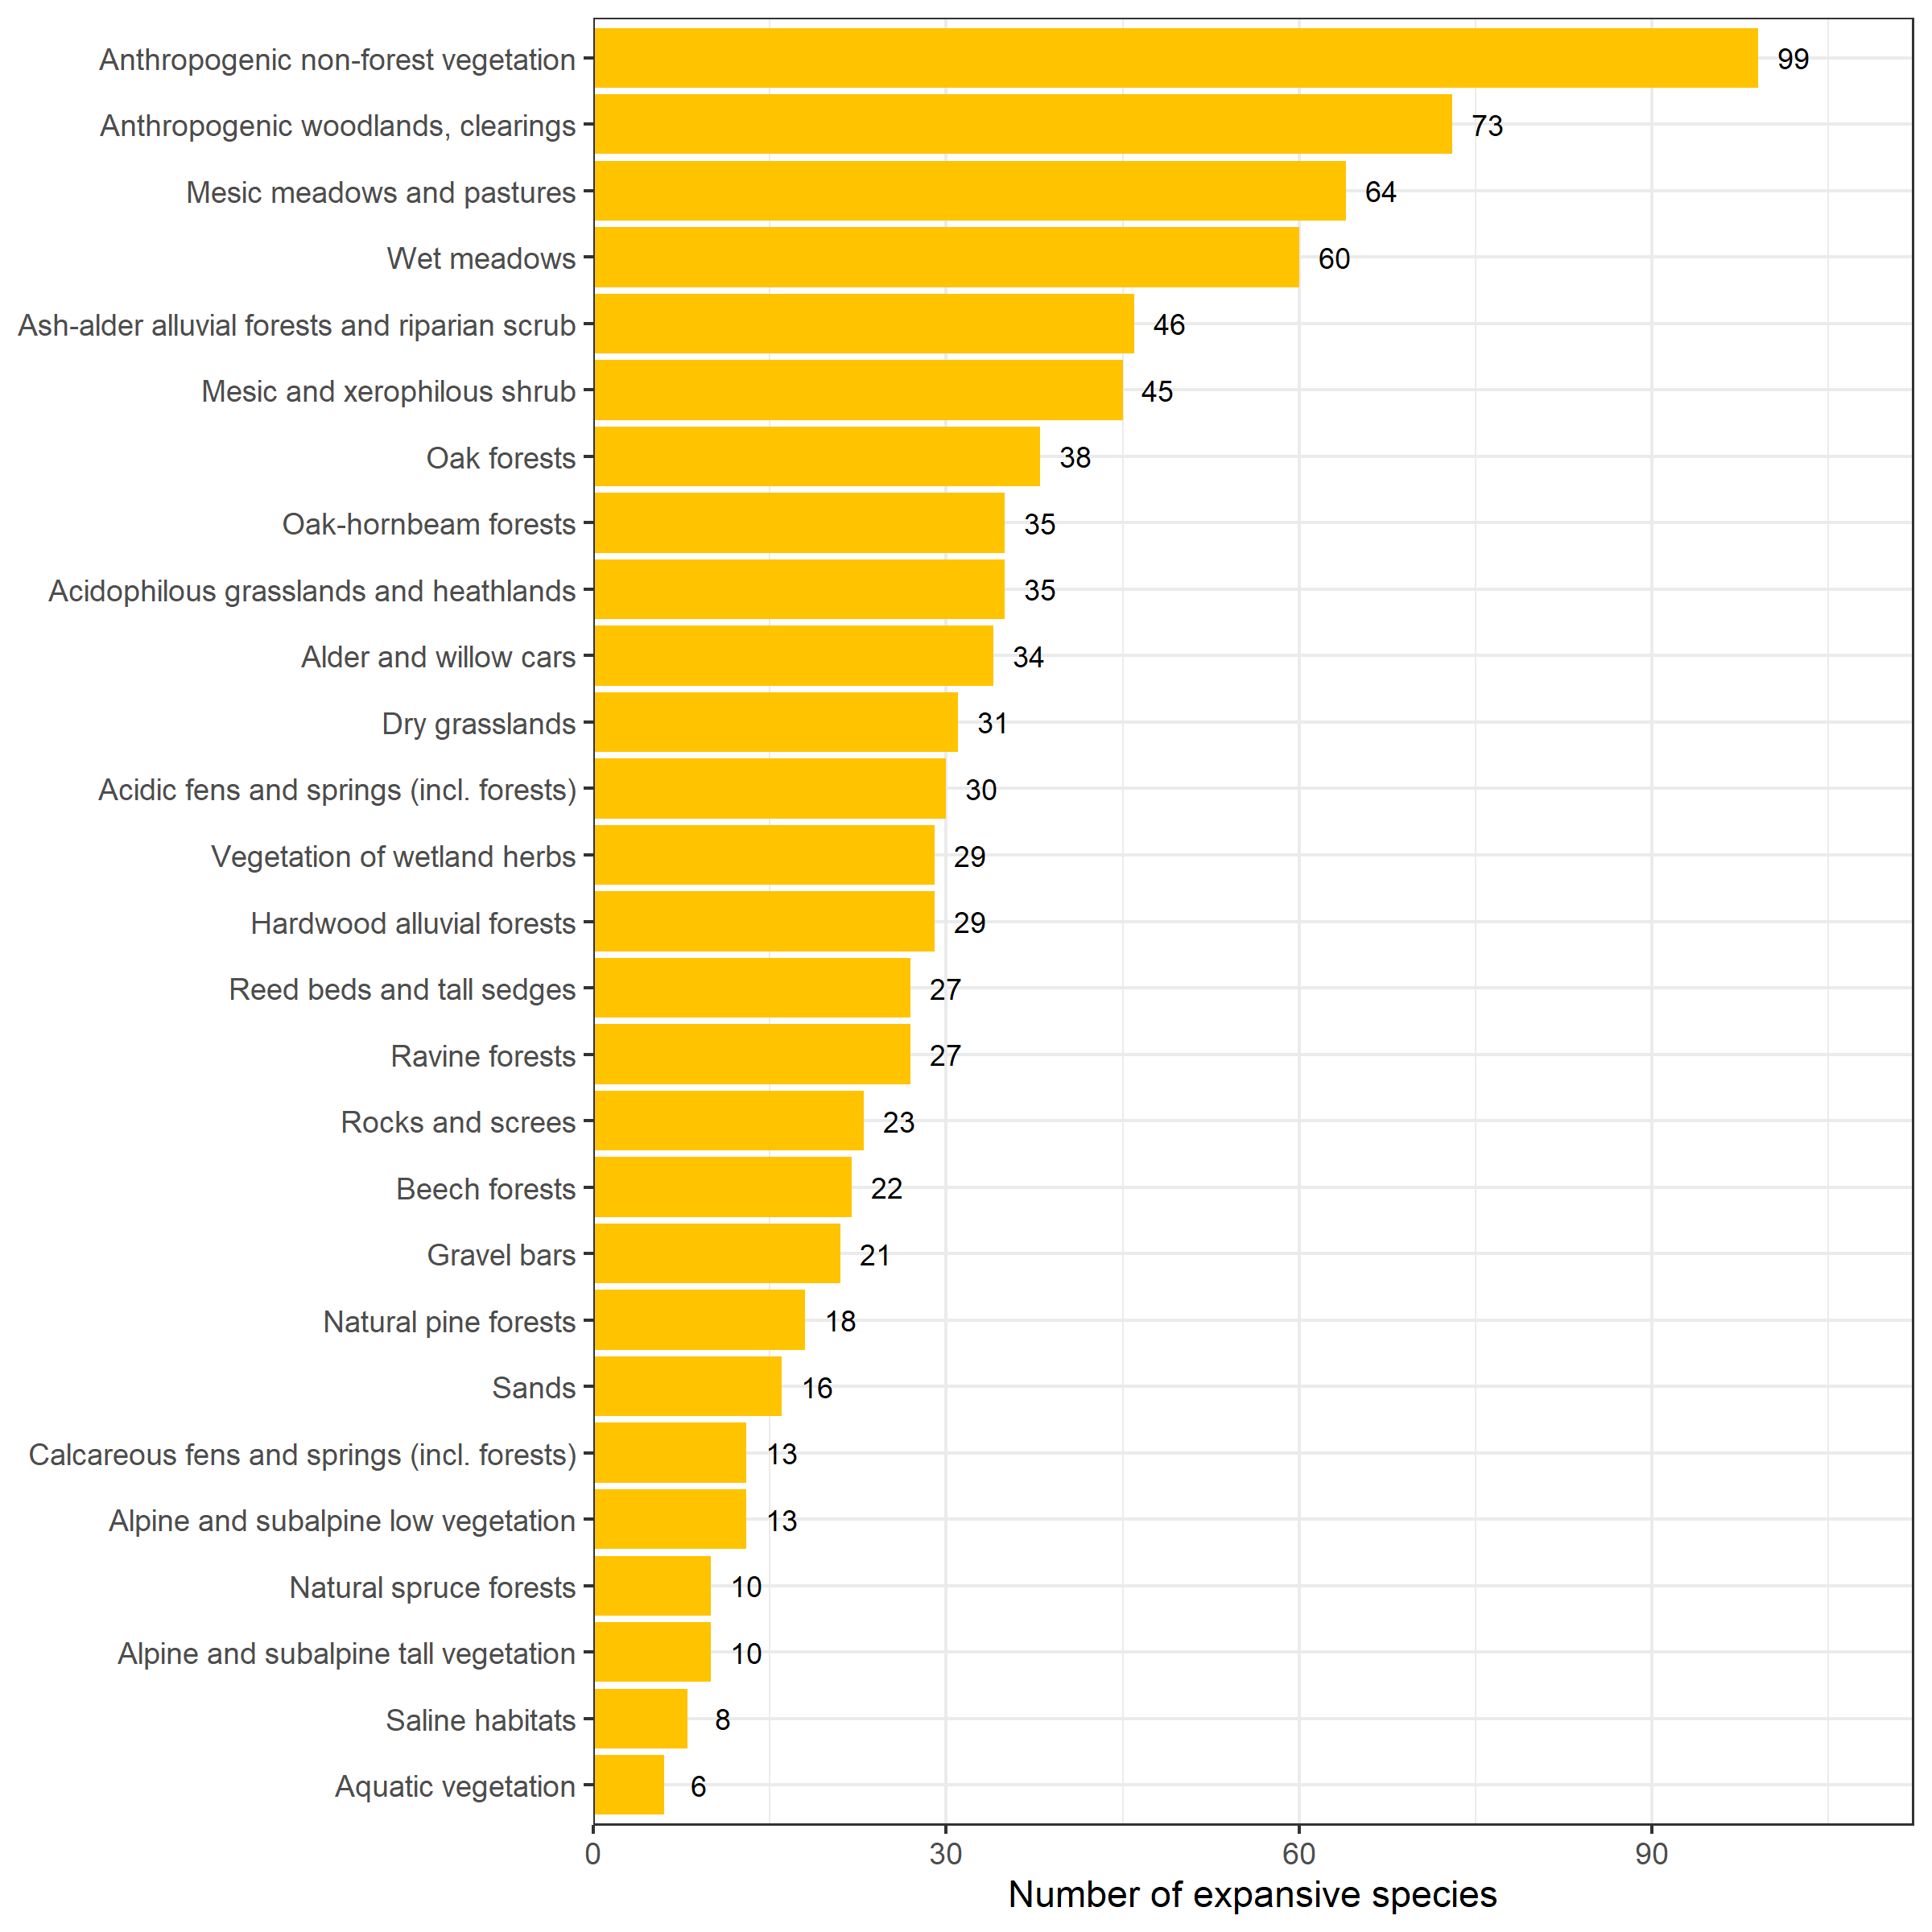 Anthropogenic non-forest vegetation 99
Anthropogenic woodlands, clearings 73
Mesic meadows and pastures 64
Wet meadows 60
Ash-alder alluvial forests and riparian scrub 46
Mesic and xerophilous shrub 45
Oak forests 38
Oak-hornbeam forests 35
Acidophilous grasslands and heathlands 35
Alder and willow cars 34
Dry grasslands 31
Acidic fens and springs (incl. forests) 30
Vegetation of wetland herbs 29
Hardwood alluvial forests 29
Reed beds and tall sedges 27
Ravine forests 27
Rocks and screes 23
Beech forests 22
Gravel bars 21
Natural pine forests 18
Sands 16
Calcareous fens and springs (incl. forests) 13
Alpine and subalpine low vegetation 13
Natural spruce forests 10
Alpine and subalpine tall vegetation 10
Saline habitats 8
Aquatic vegetation 6
0 30 60 90
Number of expansive species